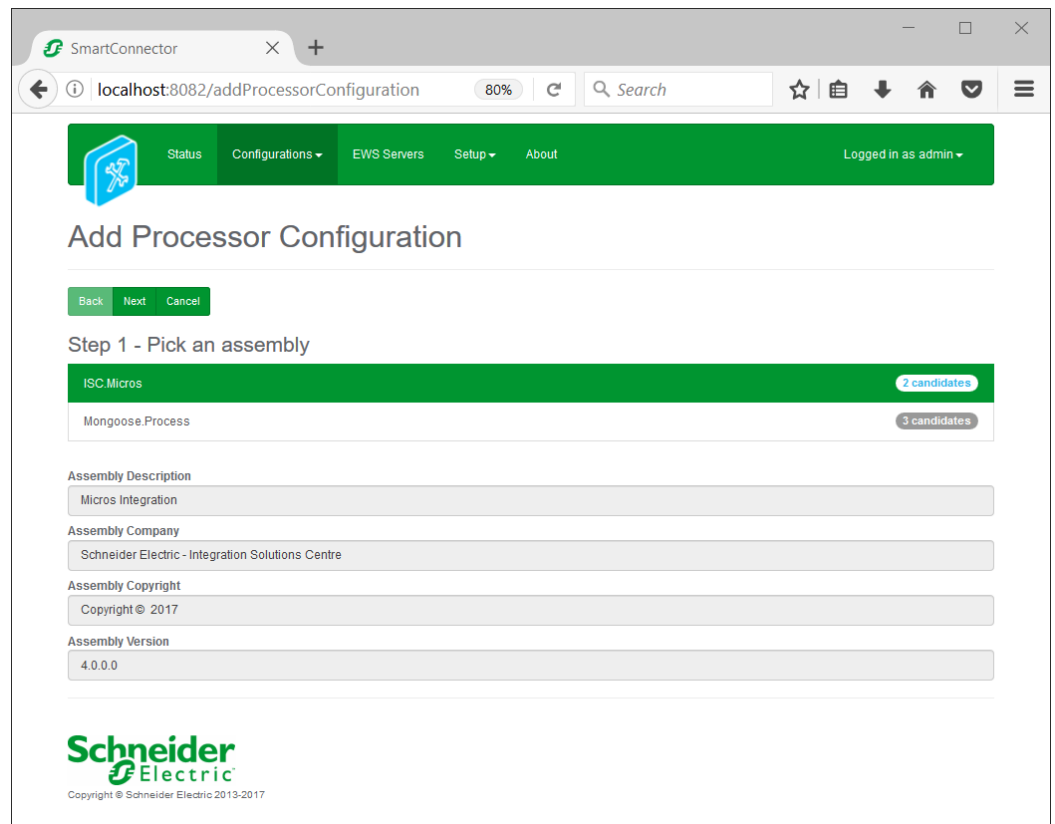 SmartConnector
localhost:8082/addProcessorConfiguration 80% Search
Status Configurations EWS Servers Setup About Logged in as admin
Add Processor Configuration
Back Next Cancel
Step 1 - Pick an assembly
ISC.Micros 2 candidates
Mongoose.Process 3 candidates
Assembly Description
Micros Integration
Assembly Company
Schneider Electric - Integration Solutions Centre
Assembly Copyright
Copyright © 2017
Assembly Version
4.0.0.0
Schneider
Electric
Copyright © Schneider Electric 2013-2017